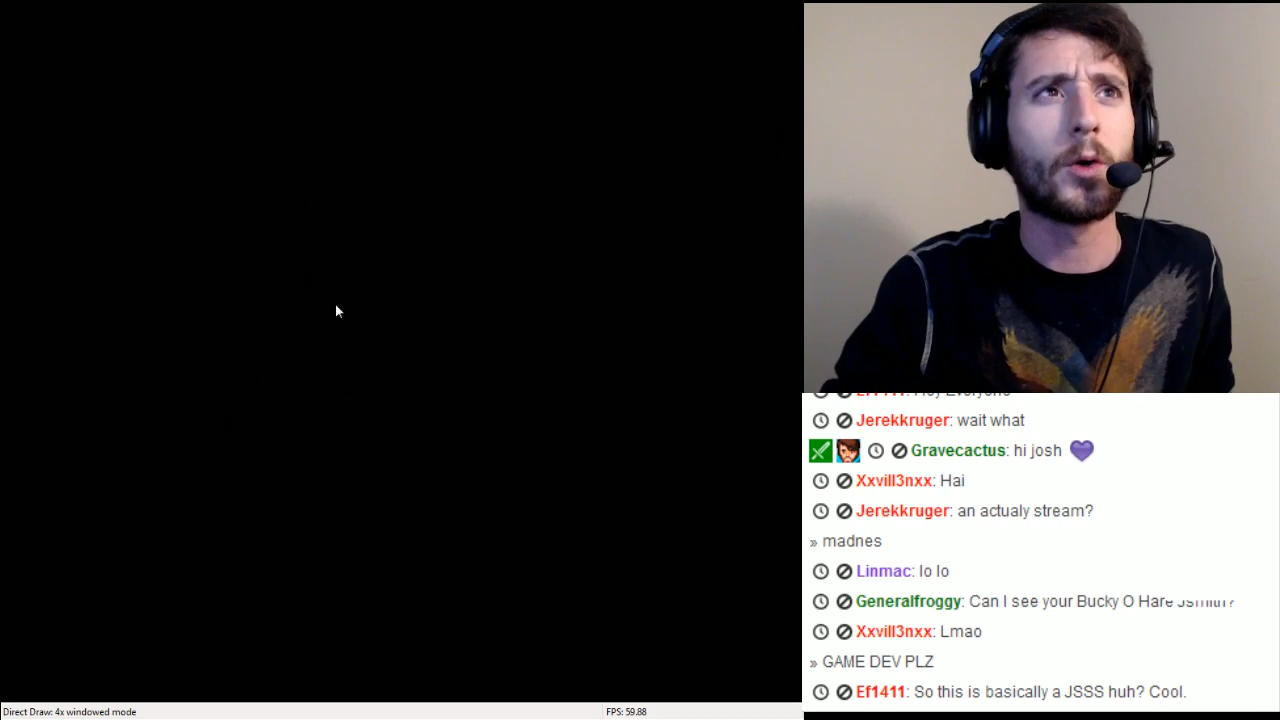 Jerekkruger: wait what
Gravecactus: hi josh
Xxvill3nxx: Hai
Jerekkruger: an actualy stream?
» madnes
Linmac: lo lo
Generalfroggy: Can I see your Bucky O Hare Jsmith?
Xxvill3nxx: Lmao
» GAME DEV PLZ
Ef1411: So this is basically a JSSS huh? Cool.
Direct Draw: 4x windowed mode
FPS: 59.88